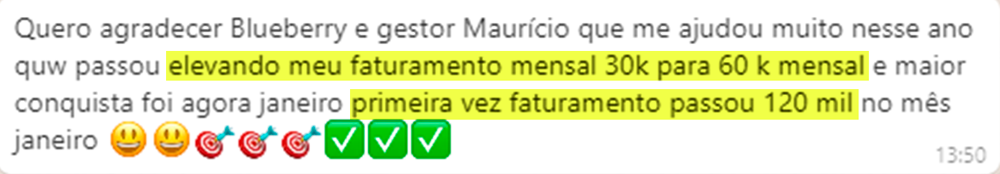 Quero agradecer Blueberry e gestor Maurício que me ajudou muito nesse ano
quw passou elevando meu faturamento mensal 30k para 60 k mensal e maior
conquista foi agora janeiro primeira vez faturamento passou 120 mil no mês
janeiro 😃😃🎯🎯🎯✅✅✅
13:50